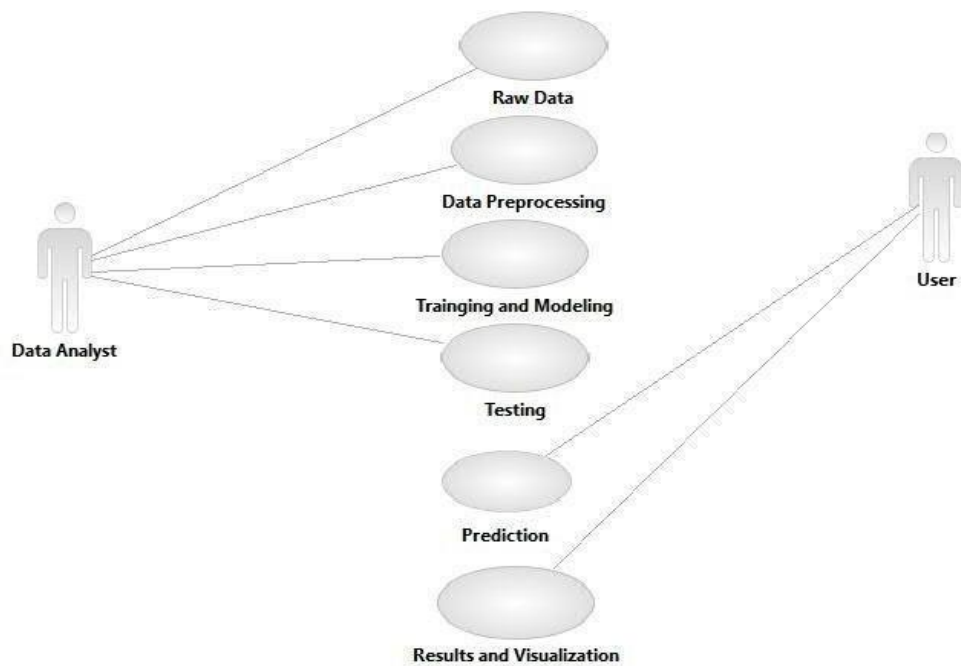 Raw Data
Data Preprocessing
Trainging and Modeling
User
Data Analyst
Testing
Prediction
Results and Visualization